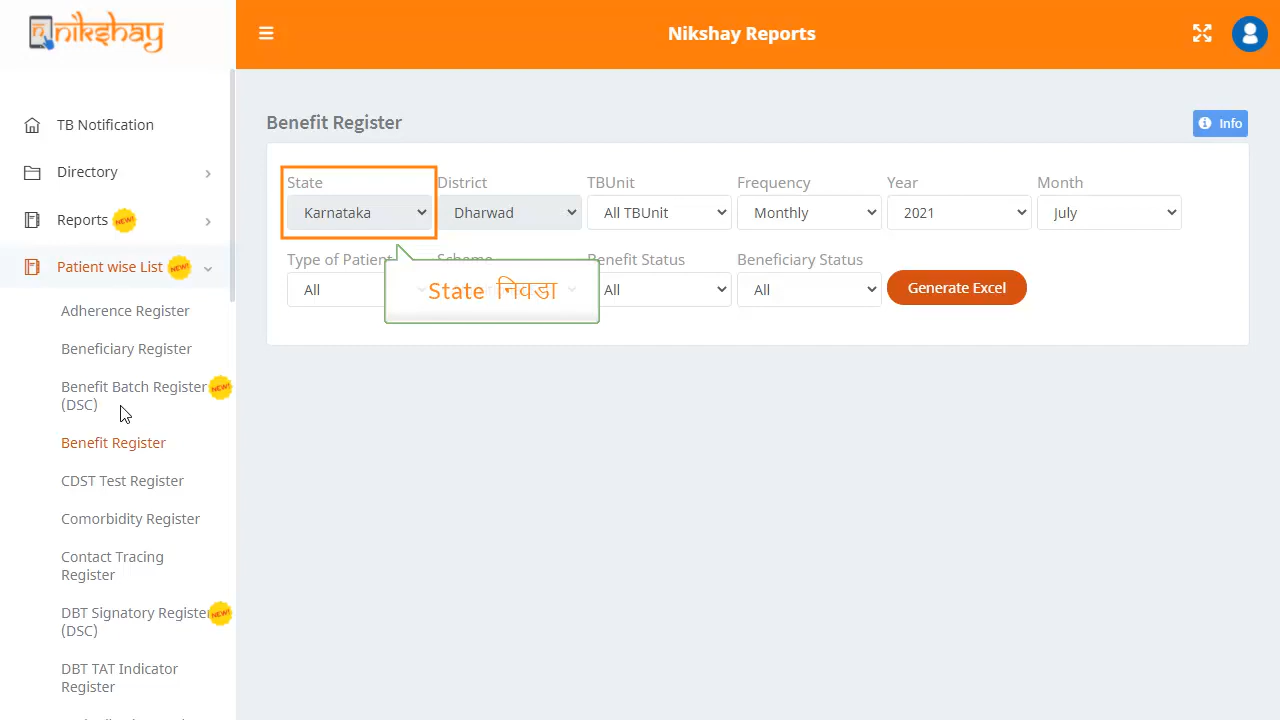 nikshay
Nikshay Reports
TB Notification
Directory
Reports NEW!
Patient wise List NEW!
Adherence Register
Beneficiary Register
Benefit Batch Register NEW!
(DSC)
Benefit Register
CDST Test Register
Comorbidity Register
Contact Tracing
Register
DBT Signatory Register NEW!
(DSC)
DBT TAT Indicator
Register
Benefit Register
Info
State District TBUnit Frequency Year Month
Karnataka Dharwad All TBUnit Monthly 2021 July
Type of Patient Scheme Benefit Status Beneficiary Status
All All All Generate Excel
State निवडा